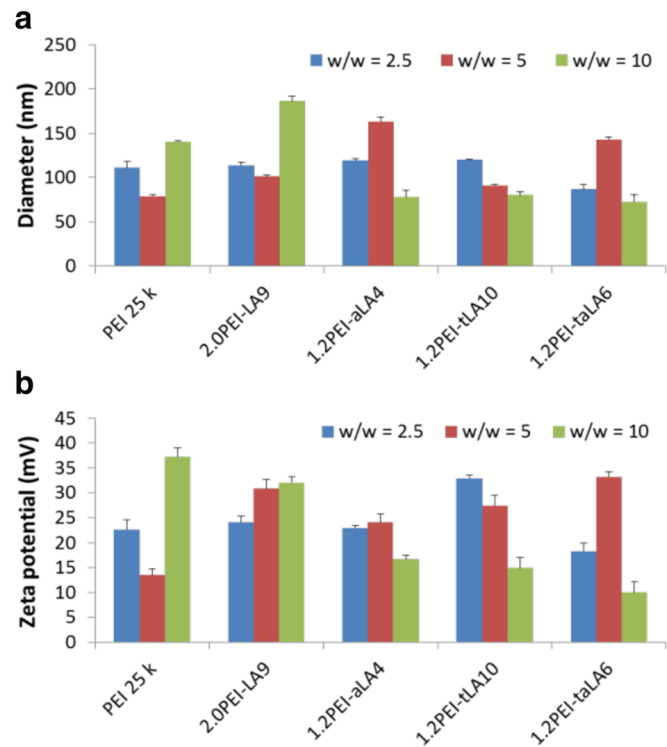 a
250
200
150
100
50
0
Diameter (nm)
w/w = 2.5 w/w = 5 w/w = 10
PEI 25 k
2.0PEI-LA9
1.2PEI-aLA4
1.2PEI-tLA10
1.2PEI-taLA6
b
45
40
35
30
25
20
15
10
5
0
Zeta potential (mV)
w/w = 2.5 w/w = 5 w/w = 10
PEI 25 k
2.0PEI-LA9
1.2PEI-aLA4
1.2PEI-tLA10
1.2PEI-taLA6